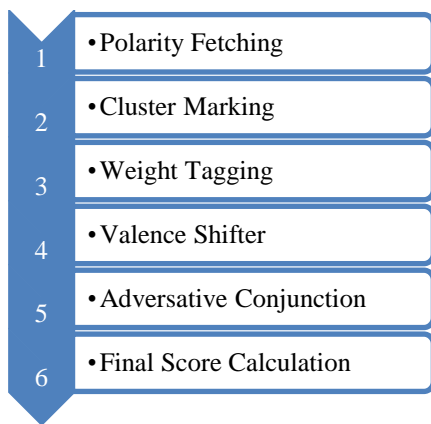 1 •Polarity Fetching
2 •Cluster Marking
3 •Weight Tagging
4 •Valence Shifter
5 •Adversative Conjunction
6 •Final Score Calculation